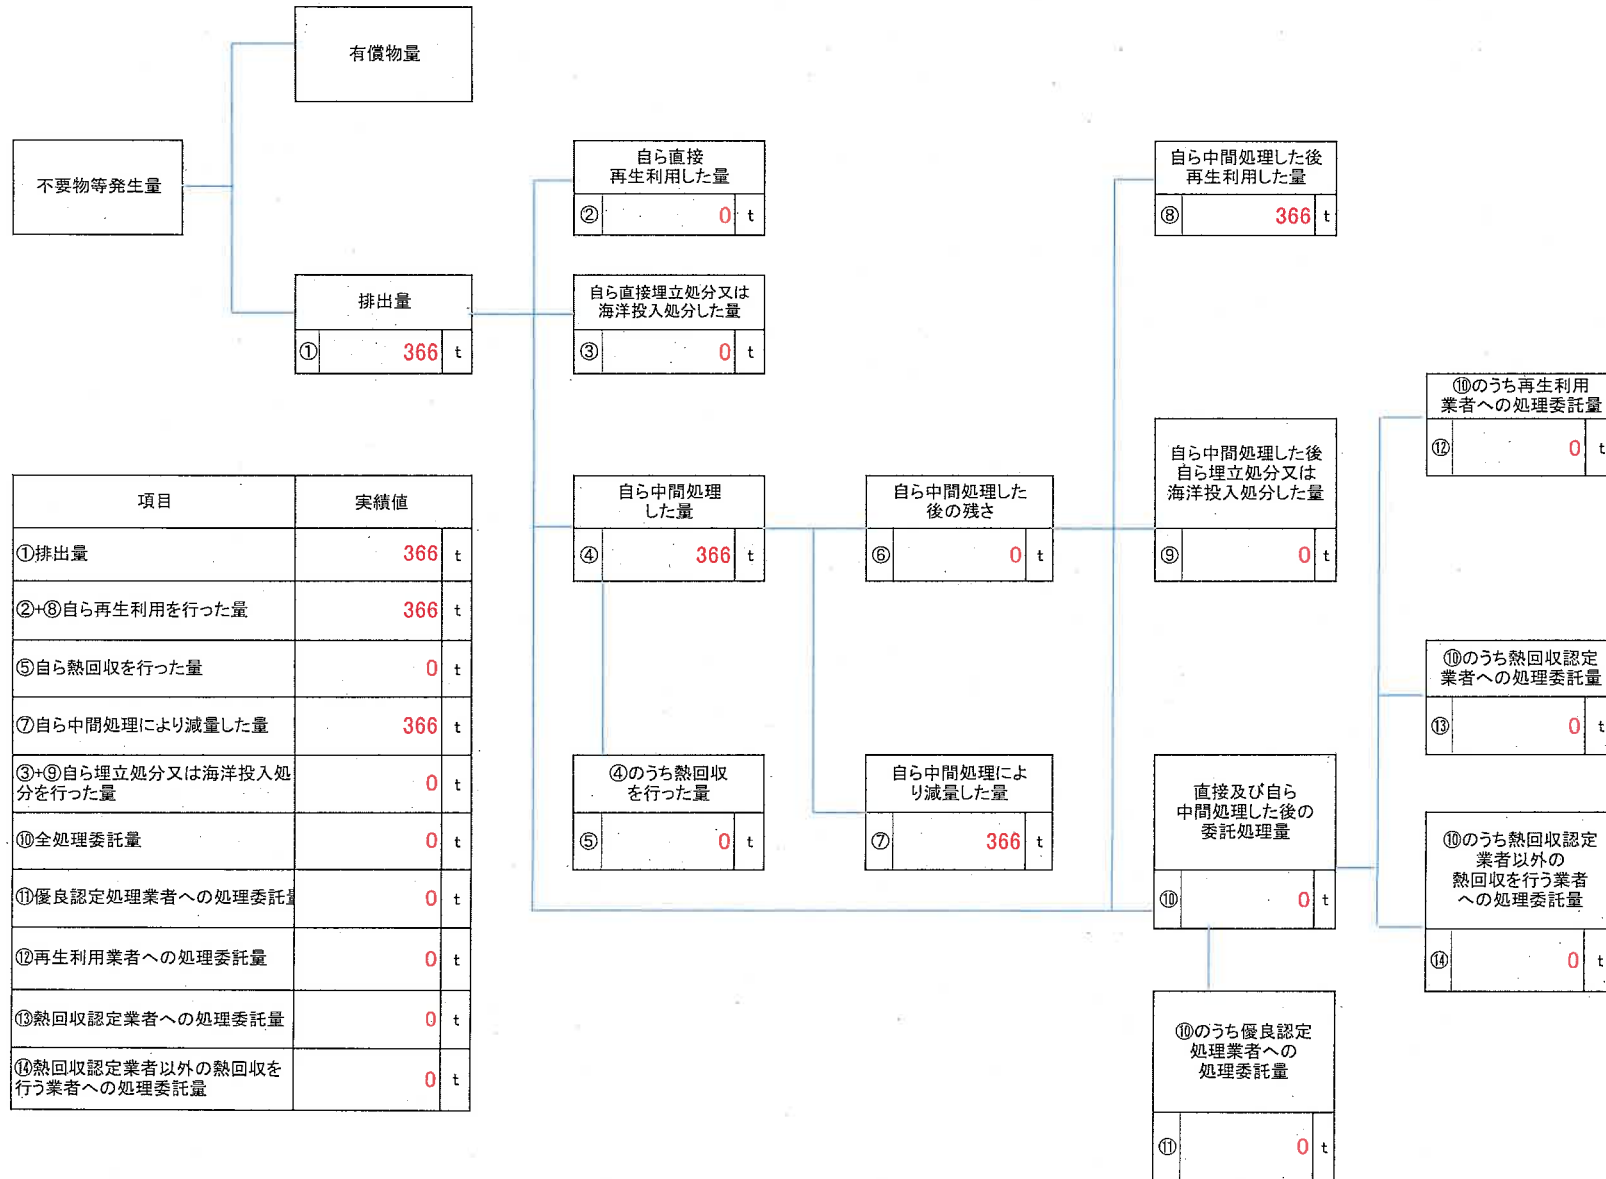 有償物量
不要物等発生量
排出量
① 366 t
自ら直接
再生利用した量
② 0 t
自ら直接埋立処分又は
海洋投入処分した量
③ 0 t
自ら中間処理
した量
④ 366 t
④のうち熱回収
を行った量
⑤ 0 t
自ら中間処理した
後の残さ
⑥ 0 t
自ら中間処理によ
り減量した量
⑦ 366 t
自ら中間処理した後
再生利用した量
⑧ 366 t
自ら中間処理した後
自ら埋立処分又は
海洋投入処分した量
⑨ 0 t
直接及び自ら
中間処理した後の
委託処理量
⑩ 0 t
⑩のうち優良認定
処理業者への
処理委託量
⑪ 0 t
⑩のうち再生利用
業者への処理委託量
⑫ 0 t
⑩のうち熱回収認定
業者への処理委託量
⑬ 0 t
⑩のうち熱回収認定
業者以外の
熱回収を行う業者
への処理委託量
⑭ 0 t
項目 実績値
①排出量 366 t
②+⑧自ら再生利用を行った量 366 t
⑤自ら熱回収を行った量 0 t
⑦自ら中間処理により減量した量 366 t
③+⑨自ら埋立処分又は海洋投入処
分を行った量 0 t
⑩全処理委託量 0 t
⑪優良認定処理業者への処理委託量 0 t
⑫再生利用業者への処理委託量 0 t
⑬熱回収認定業者への処理委託量 0 t
⑭熱回収認定業者以外の熱回収を
行う業者への処理委託量 0 t